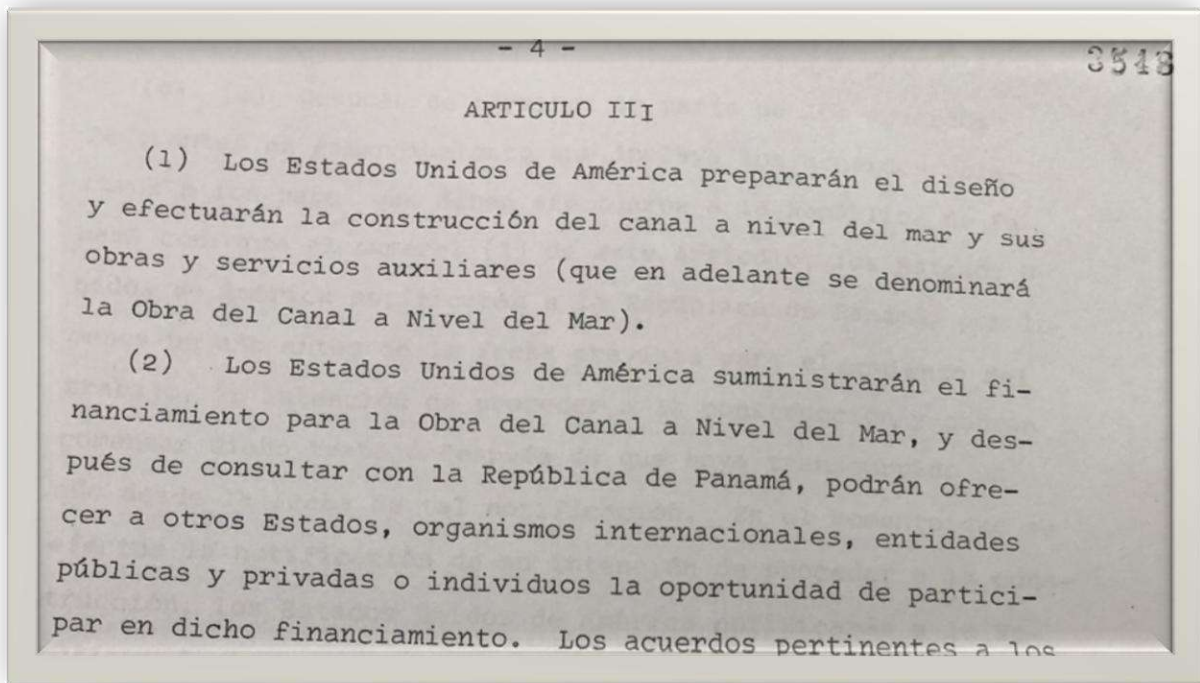 - 4 -
3548
ARTICULO III
(1) Los Estados Unidos de América prepararán el diseño
y efectuarán la construcción del canal a nivel del mar y sus
obras y servicios auxiliares (que en adelante se denominará
la Obra del Canal a Nivel del Mar).
(2) Los Estados Unidos de América suministrarán el fi-
nanciamiento para la Obra del Canal a Nivel del Mar, y des-
pués de consultar con la República de Panamá, podrán ofre-
cer a otros Estados, organismos internacionales, entidades
públicas y privadas o individuos la oportunidad de partici-
par en dicho financiamiento. Los acuerdos pertinentes a los